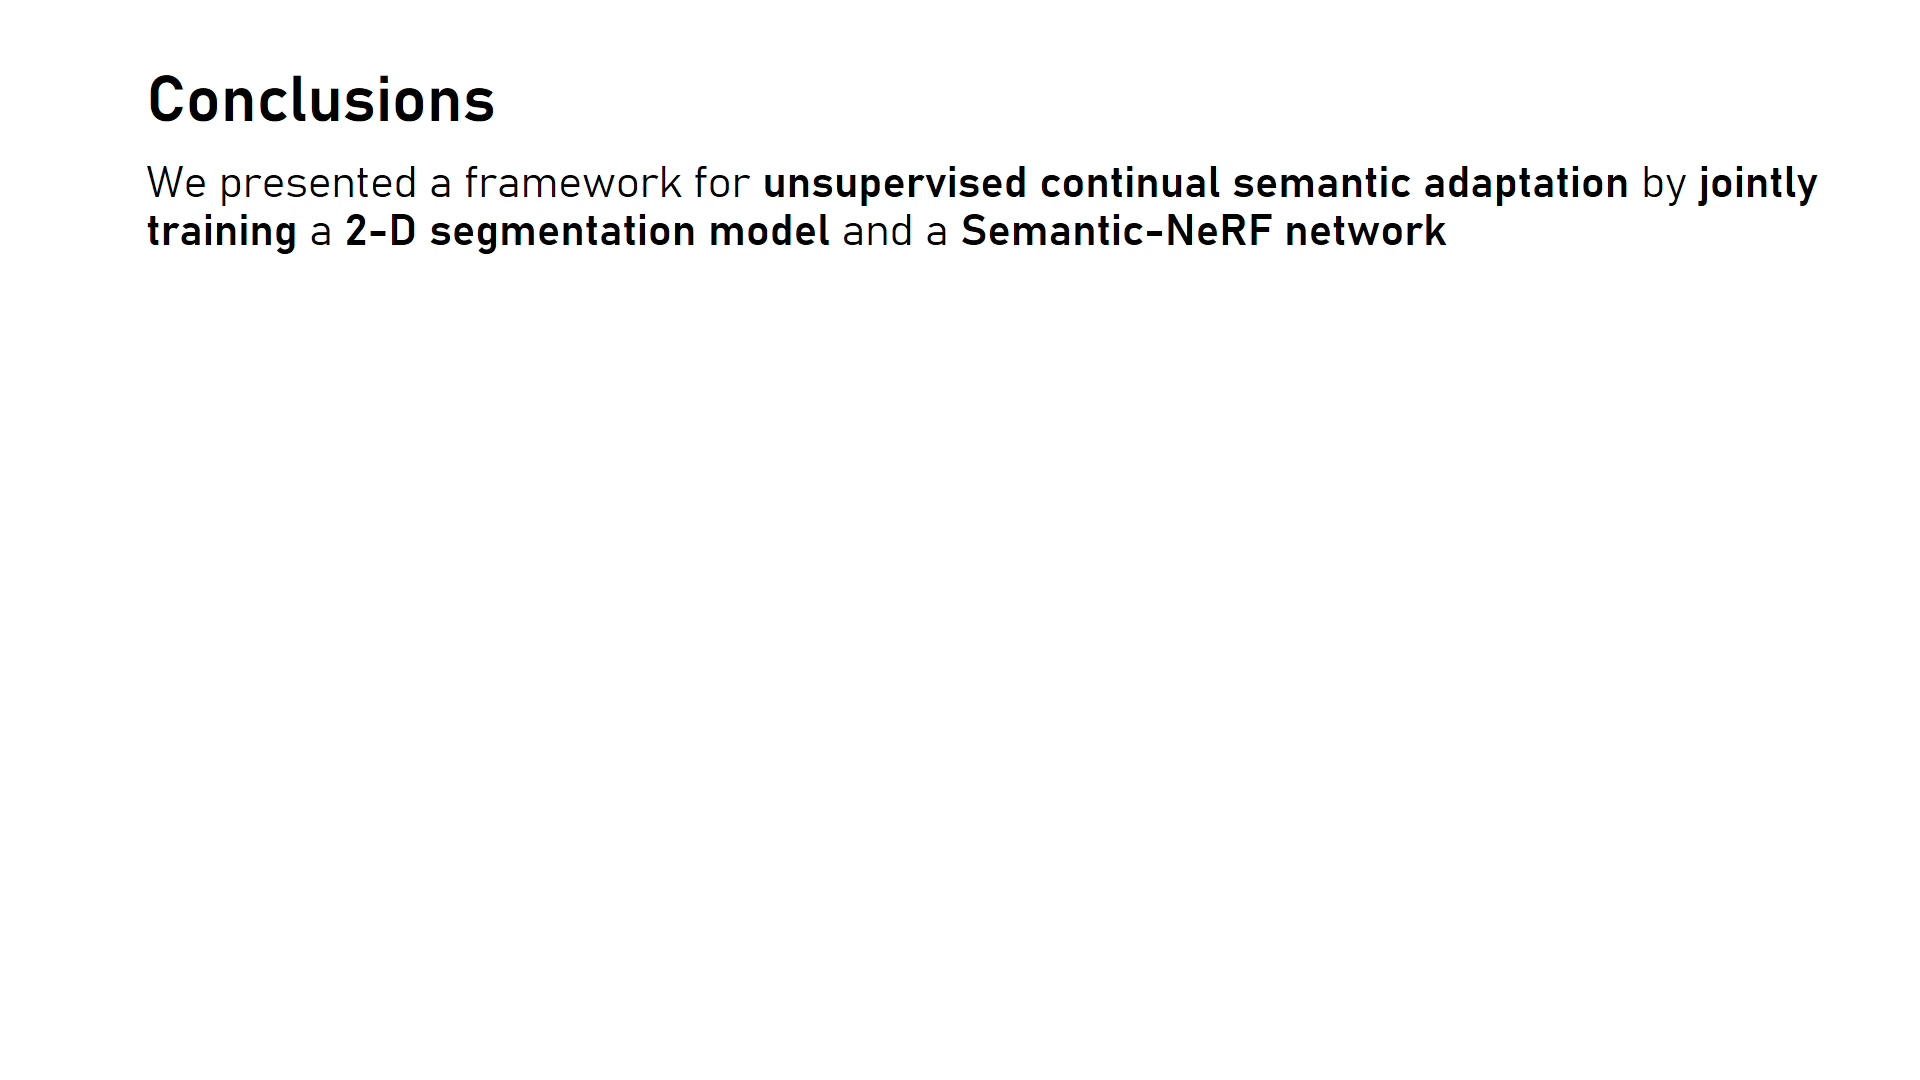 Conclusions
We presented a framework for unsupervised continual semantic adaptation by jointly
training a 2-D segmentation model and a Semantic-NeRF network